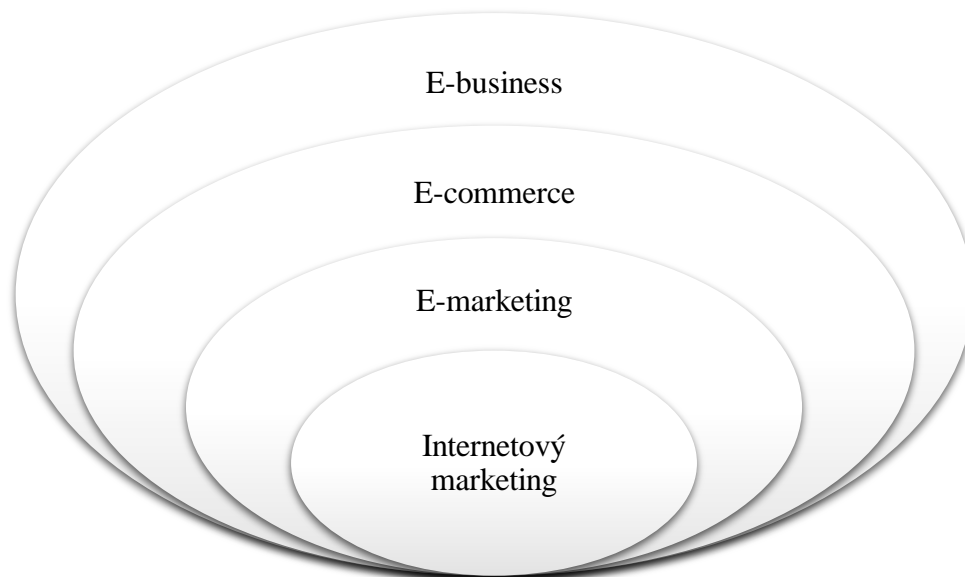 E-business
E-commerce
E-marketing
Internetový
marketing